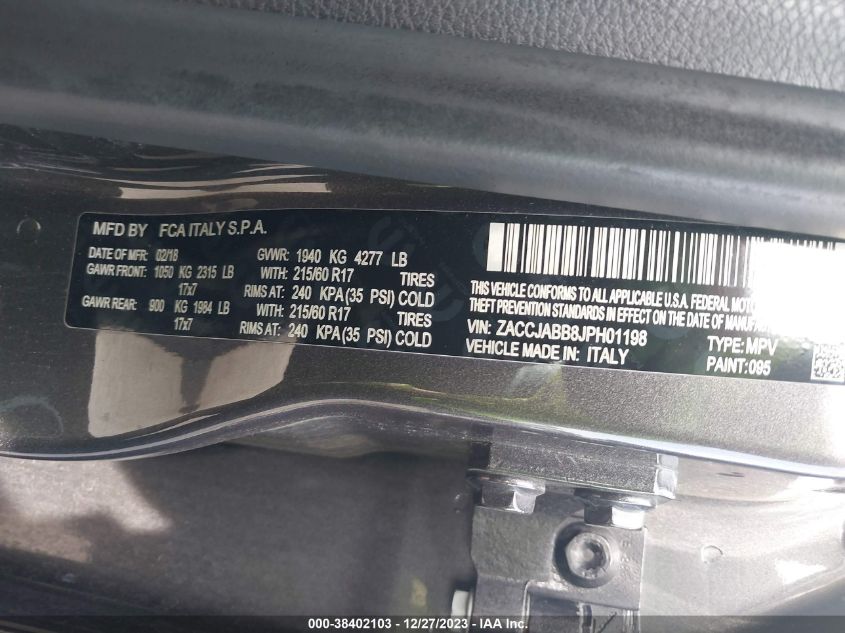 MFD BY FCA ITALY S.P.A.
DATE OF MFR: 02/18 GVWR: 1940 KG 4277 LB
GAWR FRONT: 1050 KG 2315 LB WITH: 215/60 R17 TIRES
17x7 RIMS AT: 240 KPA(35 PSI) COLD
GAWR REAR: 900 KG 1984 LB WITH: 215/60 R17 TIRES
17x7 RIMS AT: 240 KPA(35 PSI) COLD
THIS VEHICLE CONFORMS TO ALL APPLICABLE U.S.A. FEDERAL MOTOR
THEFT PREVENTION STANDARDS IN EFFECT ON THE DATE OF MANUFACTURE
VIN: ZACCJABB8JPH01198 TYPE: MPV
VEHICLE MADE IN: ITALY PAINT: 095
000-38402103 - 12/27/2023 - IAA Inc.